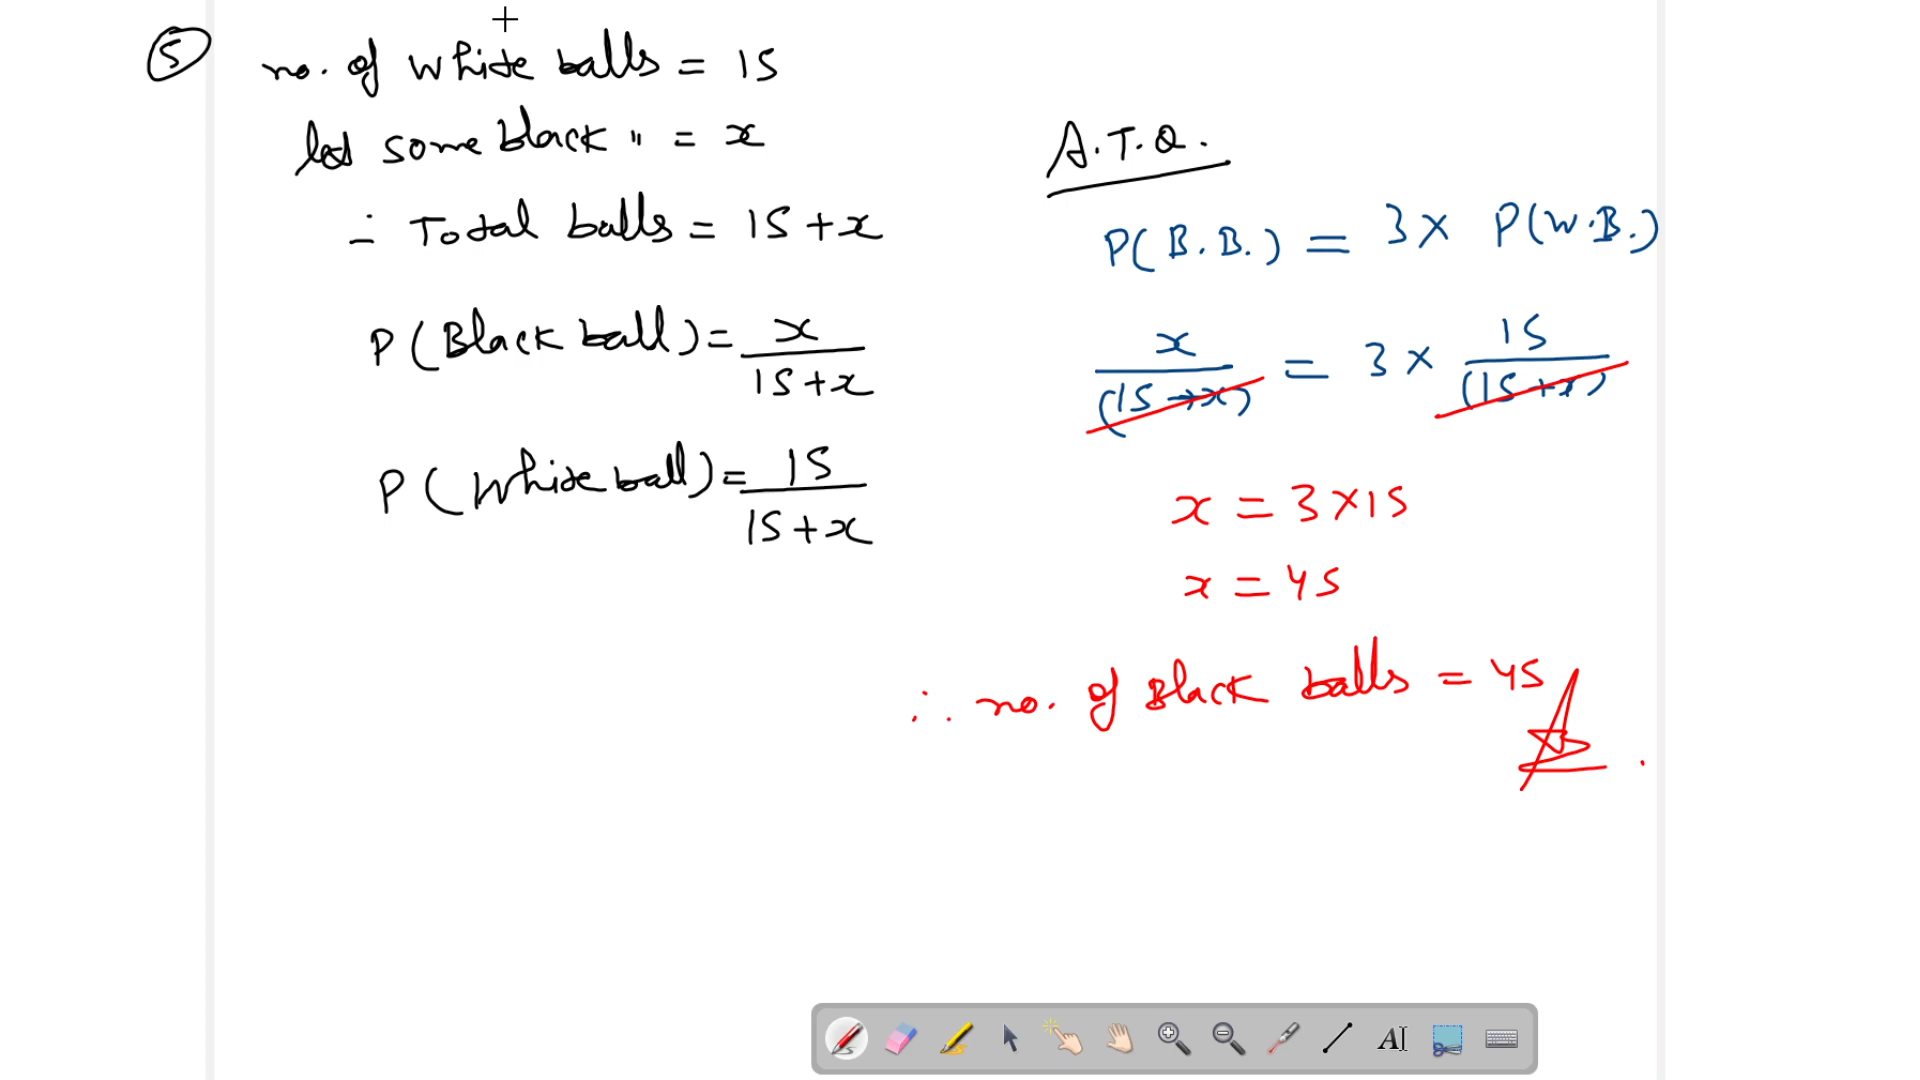 5
no. of white balls = 15
let some black " = x
∴ Total balls = 15 + x
P(Black ball) = x / 15 + x
P(White ball) = 15 / 15 + x
A.T.Q.
P(B.B.) = 3 × P(W.B.)
x / (15 + x) = 3 × 15 / (15 + x)
x = 3 × 15
x = 45
∴ no. of Black balls = 45
A